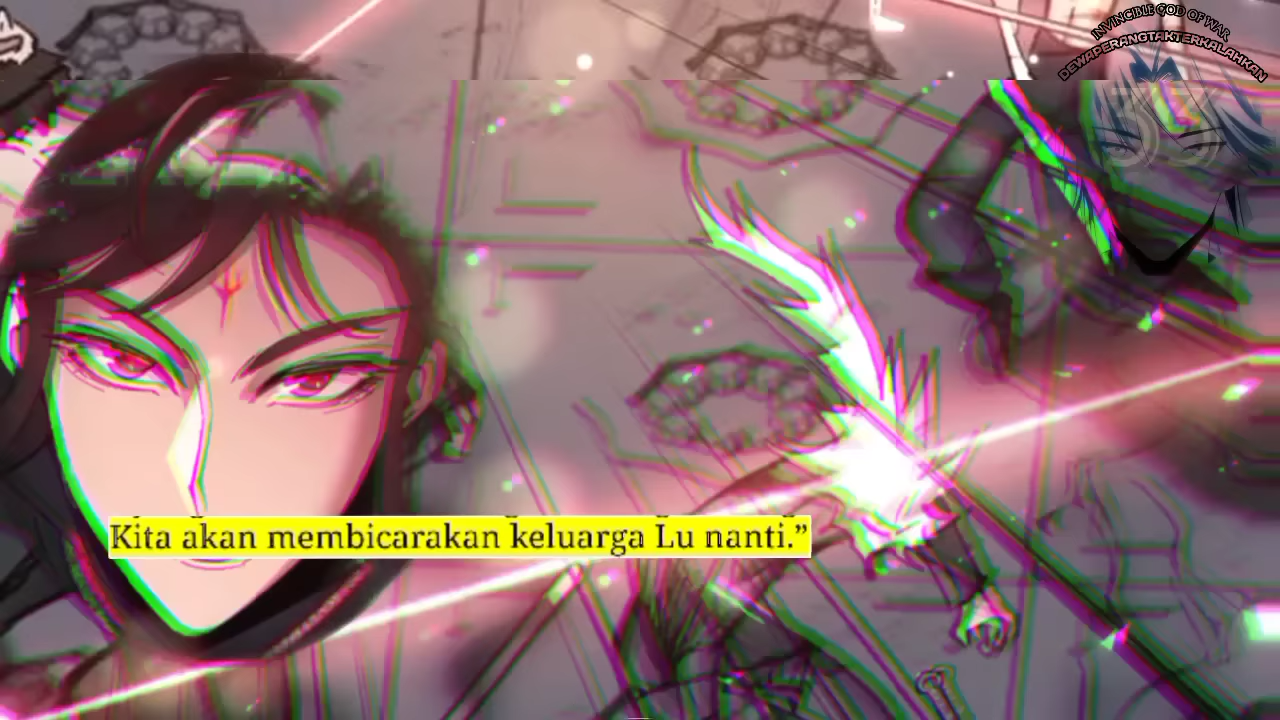 INVINCIBLE GOD OF WAR
DEWAPERANGTAKTERKALAHKAN
Kita akan membicarakan keluarga Lu nanti.”